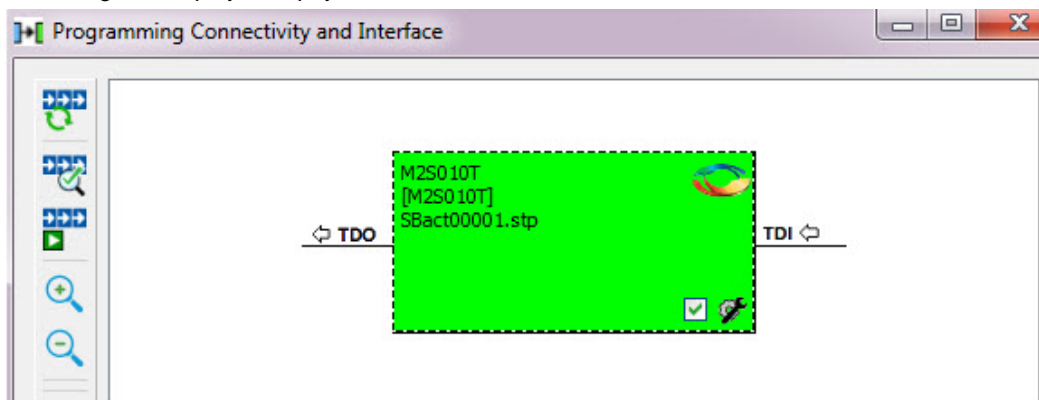 Programming Connectivity and Interface
M2S010T
[M2S010T]
SBact00001.stp
TDO
TDI